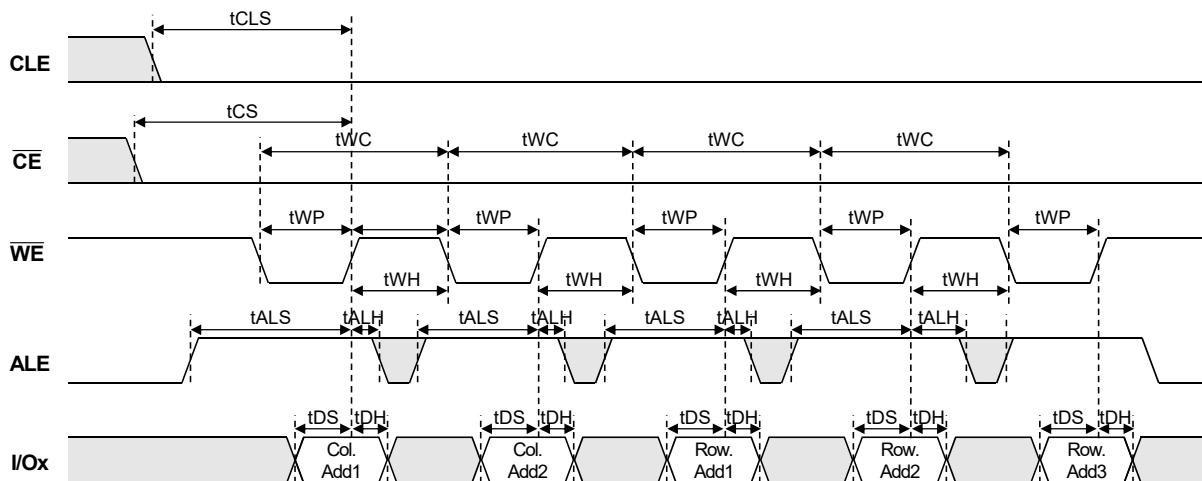 tCLS
CLE
tCS
CE
tWC tWC tWC tWC
tWP tWP tWP tWP tWP
WE
tWH tWH tWH tWH
tALS tALH tALS tALH tALS tALH tALS tALH
ALE
tDS tDH tDS tDH tDS tDH tDS tDH tDS tDH
I/Ox
Col. Col. Row. Row. Row.
Add1 Add2 Add1 Add2 Add3